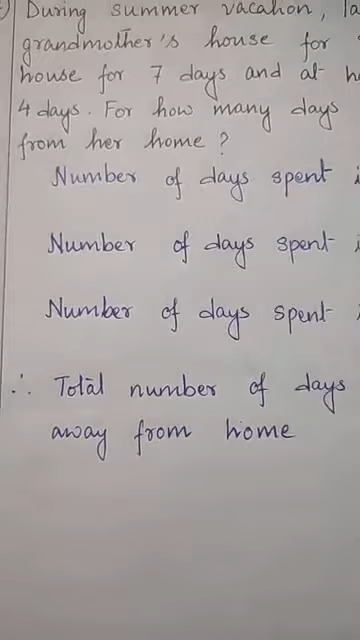 During summer vacation,
grandmother's house for
house for 7 days and at
4 days. For how many days
from her home ?
Number of days spent
Number of days spent
Number of days spent
∴ Total number of days
away from home